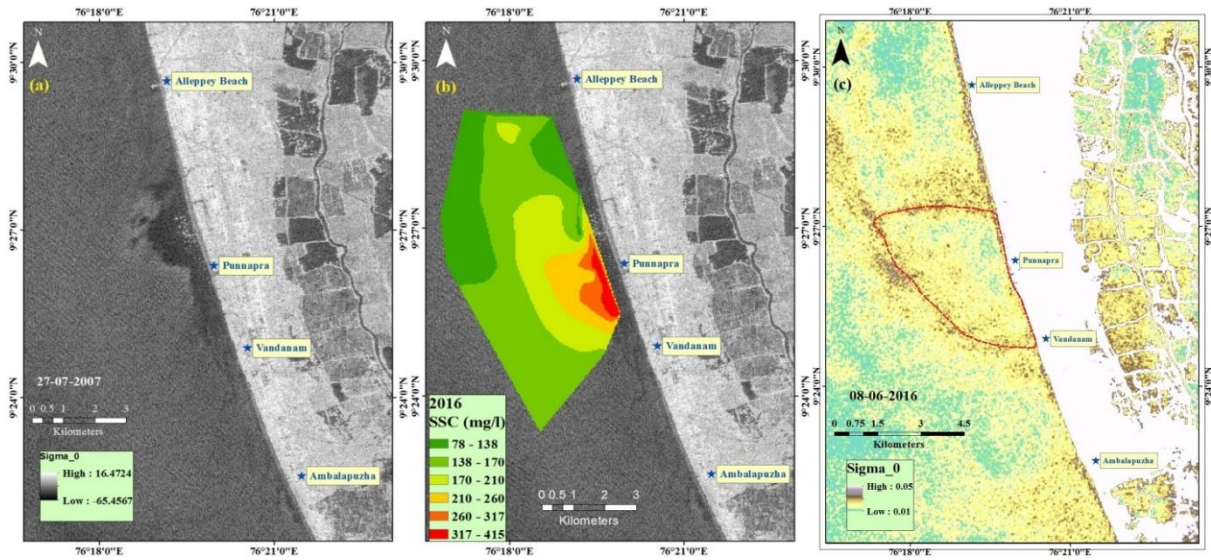 76°18'0"E 76°21'0"E
N
(a)
9°30'0"N
Alleppey Beach
9°27'0"N
Punnapra
Vandanam
27-07-2007
9°24'0"N
0 0.5 1 2 3
Kilometers
Sigma_0
High : 16.4724
Low : -65.4567
Ambalapuzha
76°18'0"E 76°21'0"E
76°18'0"E 76°21'0"E
N
(b)
9°30'0"N
Alleppey Beach
9°27'0"N
Punnapra
Vandanam
9°24'0"N
2016
SSC (mg/l)
78 - 138
138 - 170
170 - 210
210 - 260
260 - 317
317 - 415
Ambalapuzha
0 0.5 1 2 3
Kilometers
76°18'0"E 76°21'0"E
76°18'0"E 76°21'0"E
N
(c)
9°30'0"N
Alleppey Beach
9°27'0"N
Punnapra
Vandanam
9°24'0"N
08-06-2016
0 0.75 1.5 3 4.5
Kilometers
Ambalapuzha
Sigma_0
High : 0.05
Low : 0.01
76°18'0"E 76°21'0"E